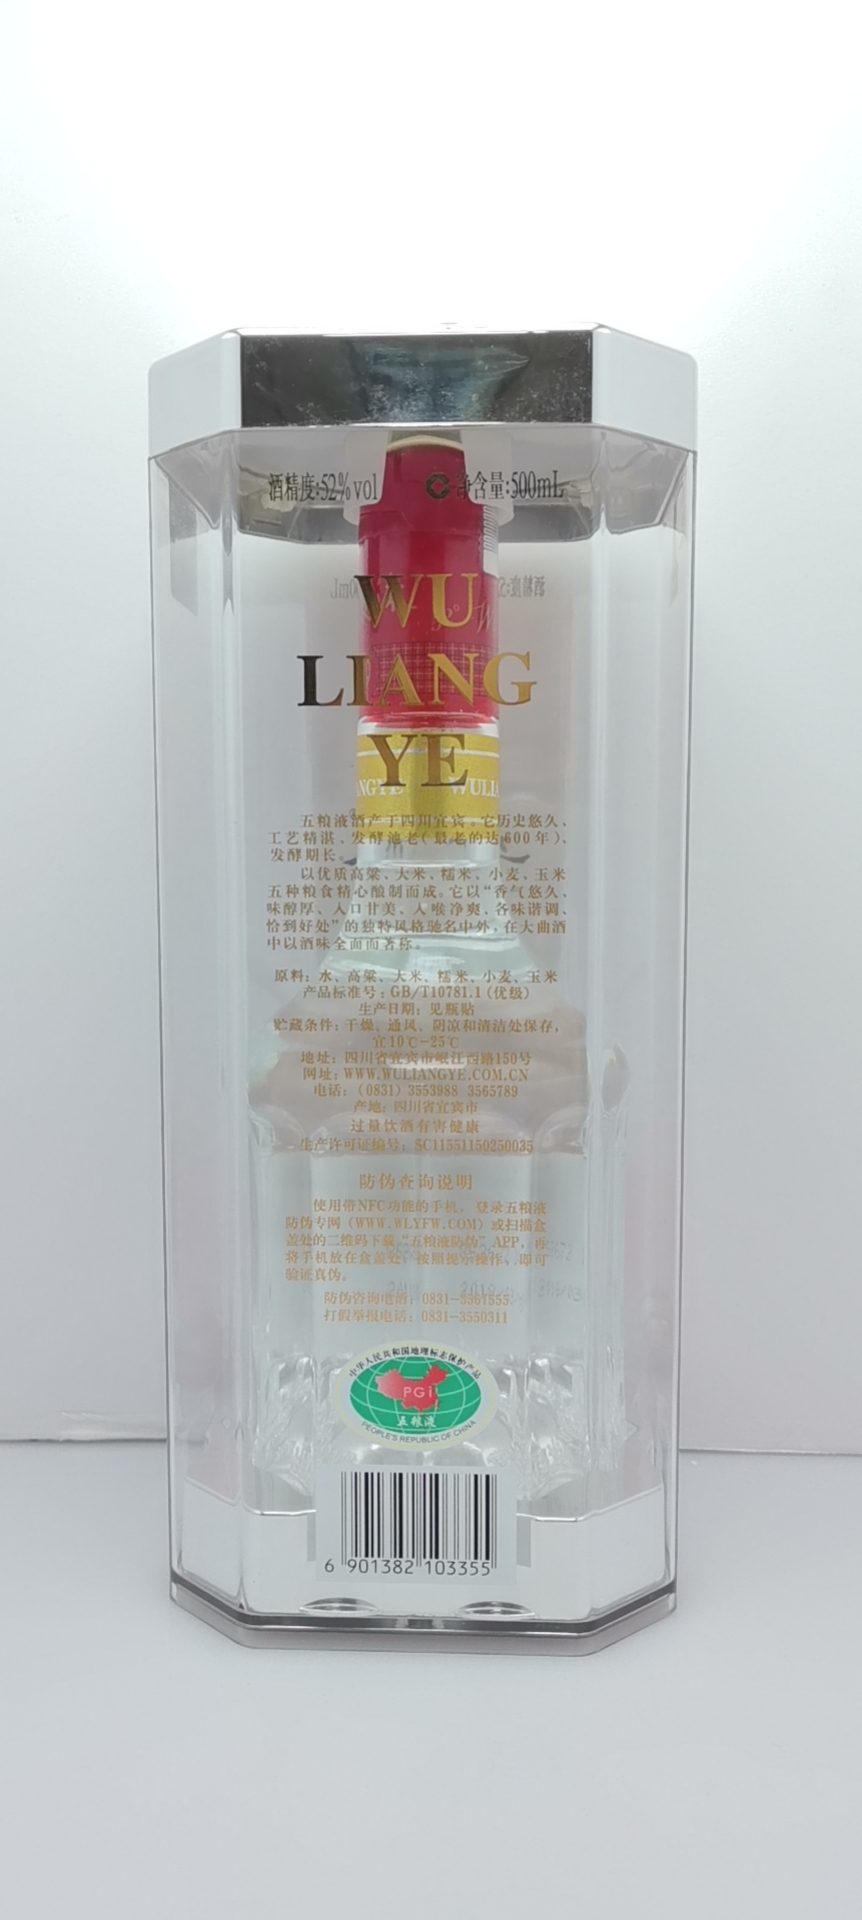 酒精度:52%vol
净含量:500mL
WU
LIANG
YE
NGYE WULIA
五粮液酒产于四川宜宾。它历史悠久、
工艺精湛、发酵池老(最老的达600年)、
发酵期长。
以优质高粱、大米、糯米、小麦、玉米
五种粮食精心酿制而成。它以“香气悠久、
味醇厚、入口甘美、入喉净爽、各味谐调、
恰到好处”的独特风格驰名中外,在大曲酒
中以酒味全面而著称。
原料: 水、高粱、大米、糯米、小麦、玉米
产品标准号: GB/T10781.1 (优级)
生产日期: 见瓶贴
贮藏条件: 干燥、通风、阴凉和清洁处保存,
宜10℃-25℃
地址: 四川省宜宾市岷江西路150号
网址: WWW.WULIANGYE.COM.CN
电话: (0831) 3553988 3565789
产地: 四川省宜宾市
过量饮酒有害健康
生产许可证编号: SC11551150250035
防伪查询说明
使用带NFC功能的手机, 登录五粮液
防伪专网 (WWW.WLYFW.COM) 或扫描盒
盖处的二维码下载“五粮液防伪”APP, 再
将手机放在盒盖处, 按照提示操作, 即可
验证真伪。
防伪咨询电话: 0831-3567555
打假举报电话: 0831-3550311
中华人民共和国地理标志保护产品
PGI
五粮液
PEOPLE'S REPUBLIC OF CHINA
6 901382 103355